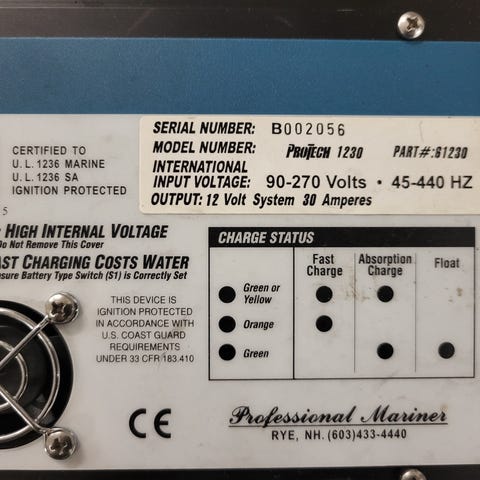 SERIAL NUMBER: B002056
MODEL NUMBER: PROTECH 1230 PART#:61230
INTERNATIONAL
INPUT VOLTAGE: 90-270 Volts • 45-440 HZ
OUTPUT: 12 Volt System 30 Amperes
CERTIFIED TO
U.L. 1236 MARINE
U.L. 1236 SA
IGNITION PROTECTED
5
HIGH INTERNAL VOLTAGE
Do Not Remove This Cover
AST CHARGING COSTS WATER
nsure Battery Type Switch (S1) is Correctly Set
THIS DEVICE IS
IGNITION PROTECTED
IN ACCORDANCE WITH
U.S. COAST GUARD
REQUIREMENTS
UNDER 33 CFR 183.410
CHARGE STATUS
Fast Charge
Absorption Charge
Float
Green or
Yellow
Orange
Green
CE
Professional Mariner
RYE, NH. (603)433-4440